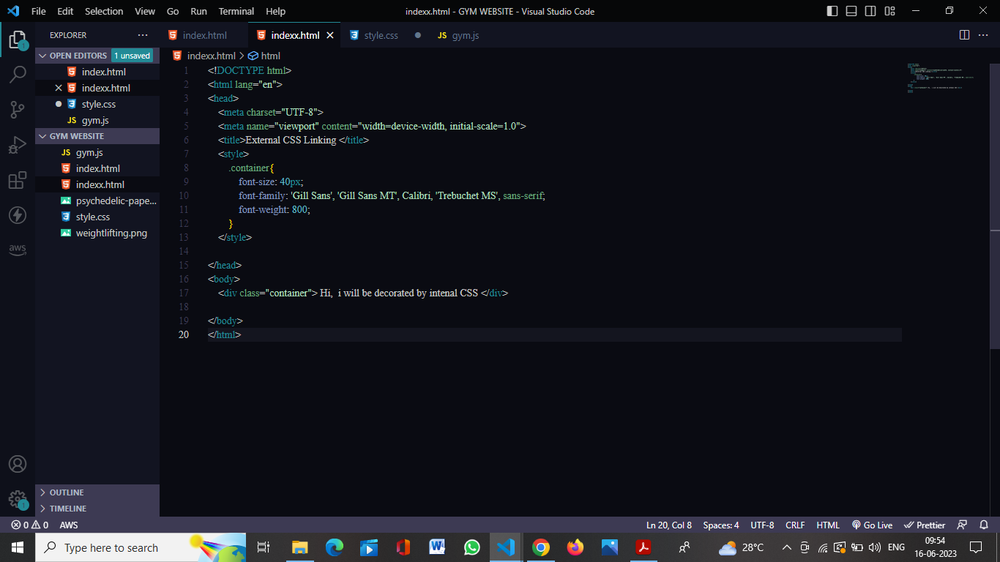 File Edit Selection View Go Run Terminal Help indexx.html - GYM WEBSITE - Visual Studio Code
EXPLORER
OPEN EDITORS 1 unsaved
index.html
indexx.html
style.css
JS gym.js
GYM WEBSITE
JS gym.js
index.html
indexx.html
psychedelic-pape...
style.css
weightlifting.png
OUTLINE
TIMELINE
aws
1
1
index.html indexx.html style.css JS gym.js
indexx.html > html
1 <!DOCTYPE html>
2 <html lang="en">
3 <head>
4 <meta charset="UTF-8">
5 <meta name="viewport" content="width=device-width, initial-scale=1.0">
6 <title>External CSS Linking </title>
7 <style>
8 .container{
9 font-size: 40px;
10 font-family: 'Gill Sans', 'Gill Sans MT', Calibri, 'Trebuchet MS', sans-serif;
11 font-weight: 800;
12 }
13 </style>
14
15 </head>
16 <body>
17 <div class="container"> Hi,  i will be decorated by intenal CSS </div>
18
19 </body>
20 </html>
0 0 AWS Ln 20, Col 8 Spaces: 4 UTF-8 CRLF HTML Go Live Prettier
Type here to search 28°C ENG 09:54
16-06-2023